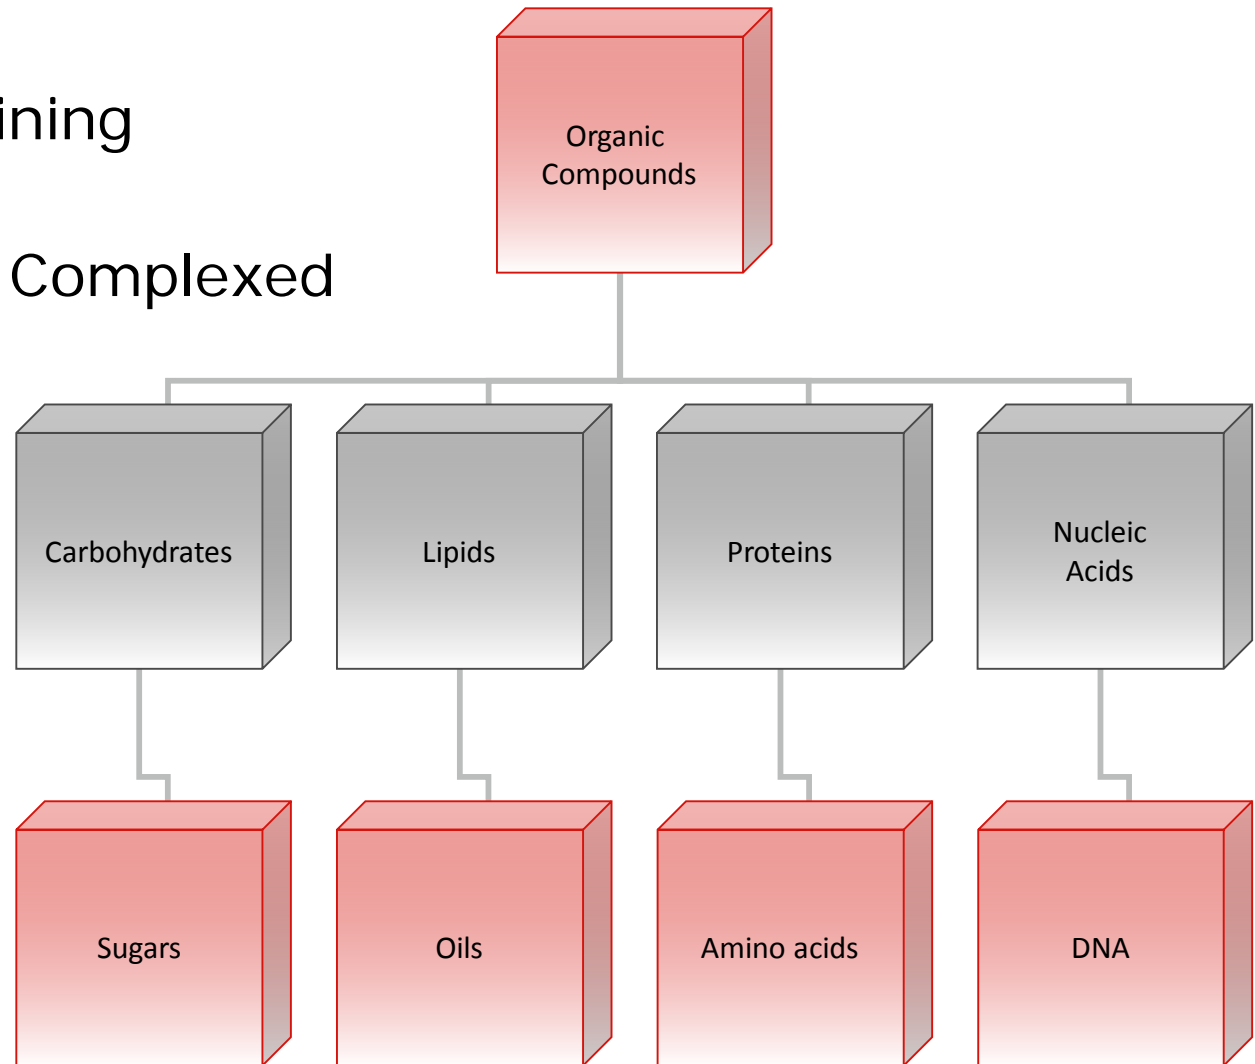 ining
Complexed
Organic
Compounds
Carbohydrates
Lipids
Proteins
Nucleic
Acids
Sugars
Oils
Amino acids
DNA